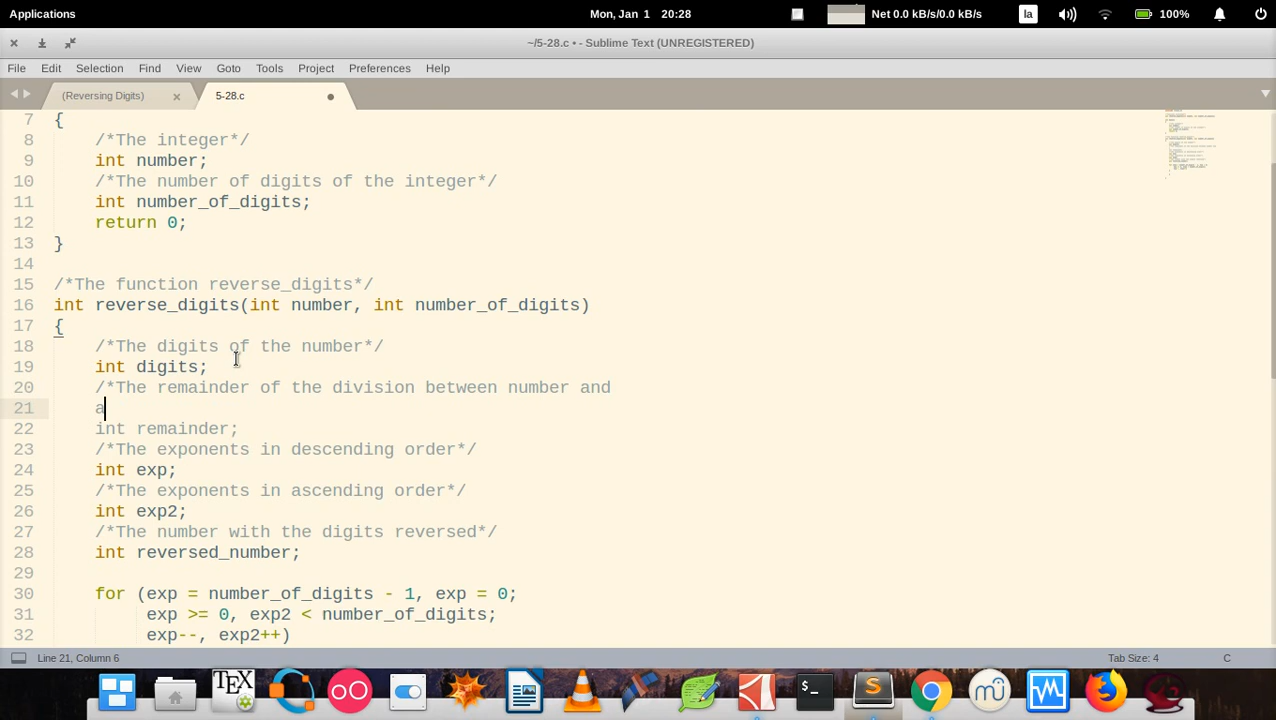 Applications
Mon, Jan 1 20:28
Net 0.0 kB/s/0.0 kB/s
la
100%
~/5-28.c • - Sublime Text (UNREGISTERED)
File Edit Selection Find View Goto Tools Project Preferences Help
(Reversing Digits)
5-28.c
7 {
8 /*The integer*/
9 int number;
10 /*The number of digits of the integer*/
11 int number_of_digits;
12 return 0;
13 }
14
15 /*The function reverse_digits*/
16 int reverse_digits(int number, int number_of_digits)
17 {
18 /*The digits of the number*/
19 int digits;
20 /*The remainder of the division between number and
21 a
22 int remainder;
23 /*The exponents in descending order*/
24 int exp;
25 /*The exponents in ascending order*/
26 int exp2;
27 /*The number with the digits reversed*/
28 int reversed_number;
29
30 for (exp = number_of_digits - 1, exp = 0;
31 exp >= 0, exp2 < number_of_digits;
32 exp--, exp2++)
Line 21, Column 6
Tab Size: 4
C
TEX